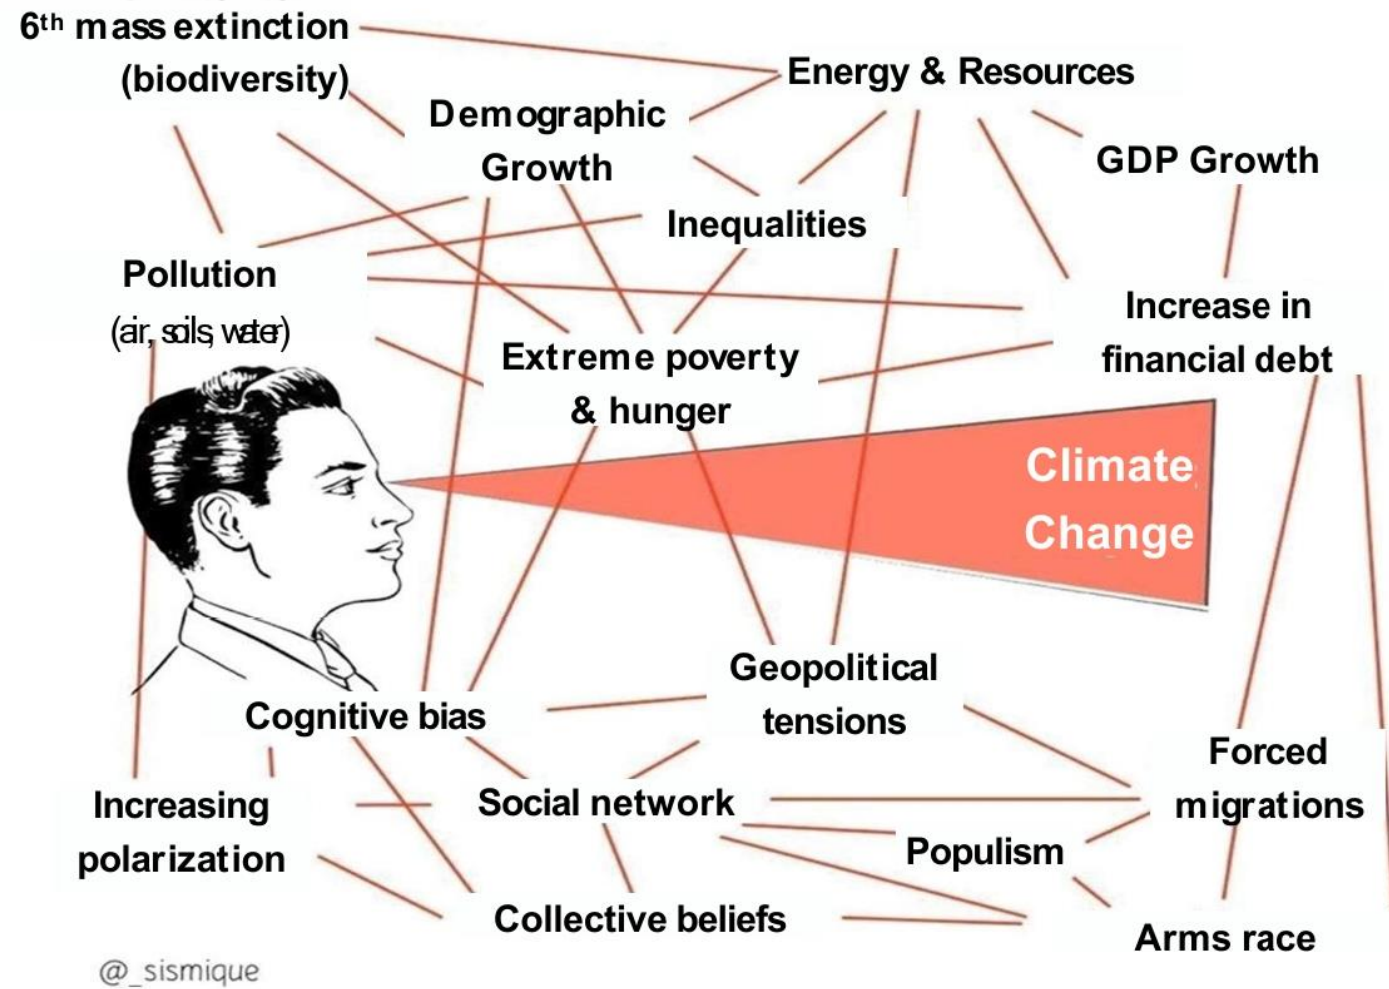 6th mass extinction
(biodiversity)
Energy & Resources
Demographic
Growth
GDP Growth
Inequalities
Pollution
(air, soils, water)
Increase in
financial debt
Extreme poverty
& hunger
Climate
Change
Geopolitical
tensions
Cognitive bias
Forced
migrations
Increasing
polarization
Social network
Populism
Collective beliefs
Arms race
@_sismique